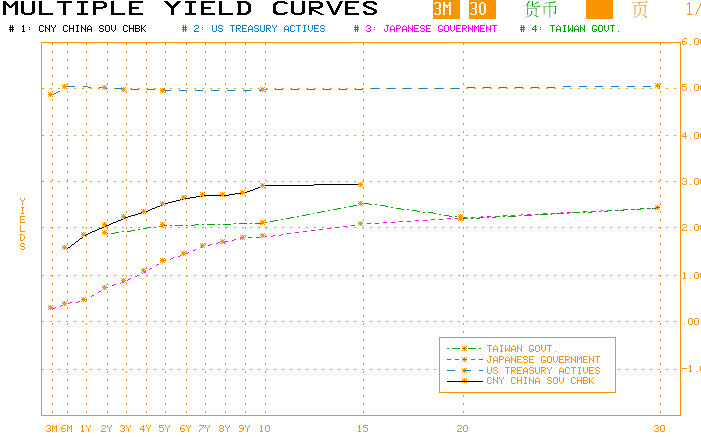 MULTIPLE YIELD CURVES 3M 30 货币 页 1/
# 1: CNY CHINA SOV CHBK # 2: US TREASURY ACTIVES # 3: JAPANESE GOVERNMENT # 4: TAIWAN GOVT.
6.0
5.00
4.00
3.00
2.00
1.00
.00
-1.0
YIELDS
TAIWAN GOVT.
JAPANESE GOVERNMENT
US TREASURY ACTIVES
CNY CHINA SOV CHBK
3M 6M 1Y 2Y 3Y 4Y 5Y 6Y 7Y 8Y 9Y 10 15 20 30